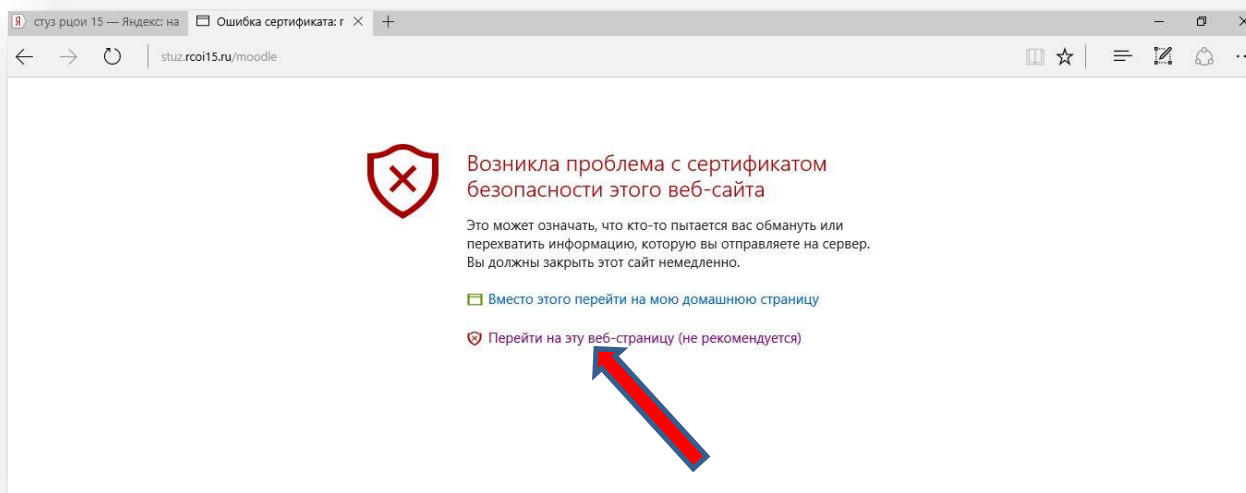 Я стуз рцои 15 — Яндекс: на
Ошибка сертификата: г
stuz.rcoi15.ru/moodle
Возникла проблема с сертификатом
безопасности этого веб-сайта
Это может означать, что кто-то пытается вас обмануть или
перехватить информацию, которую вы отправляете на сервер.
Вы должны закрыть этот сайт немедленно.
Вместо этого перейти на мою домашнюю страницу
Перейти на эту веб-страницу (не рекомендуется)